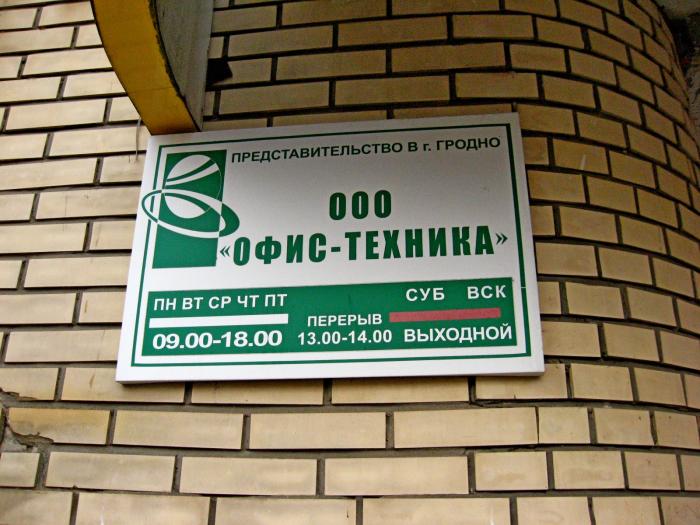 ПРЕДСТАВИТЕЛЬСТВО В г. ГРОДНО
ООО
«ОФИС-ТЕХНИКА»
ПН ВТ СР ЧТ ПТ
09.00-18.00
ПЕРЕРЫВ
13.00-14.00
СУБ ВСК
ВЫХОДНОЙ